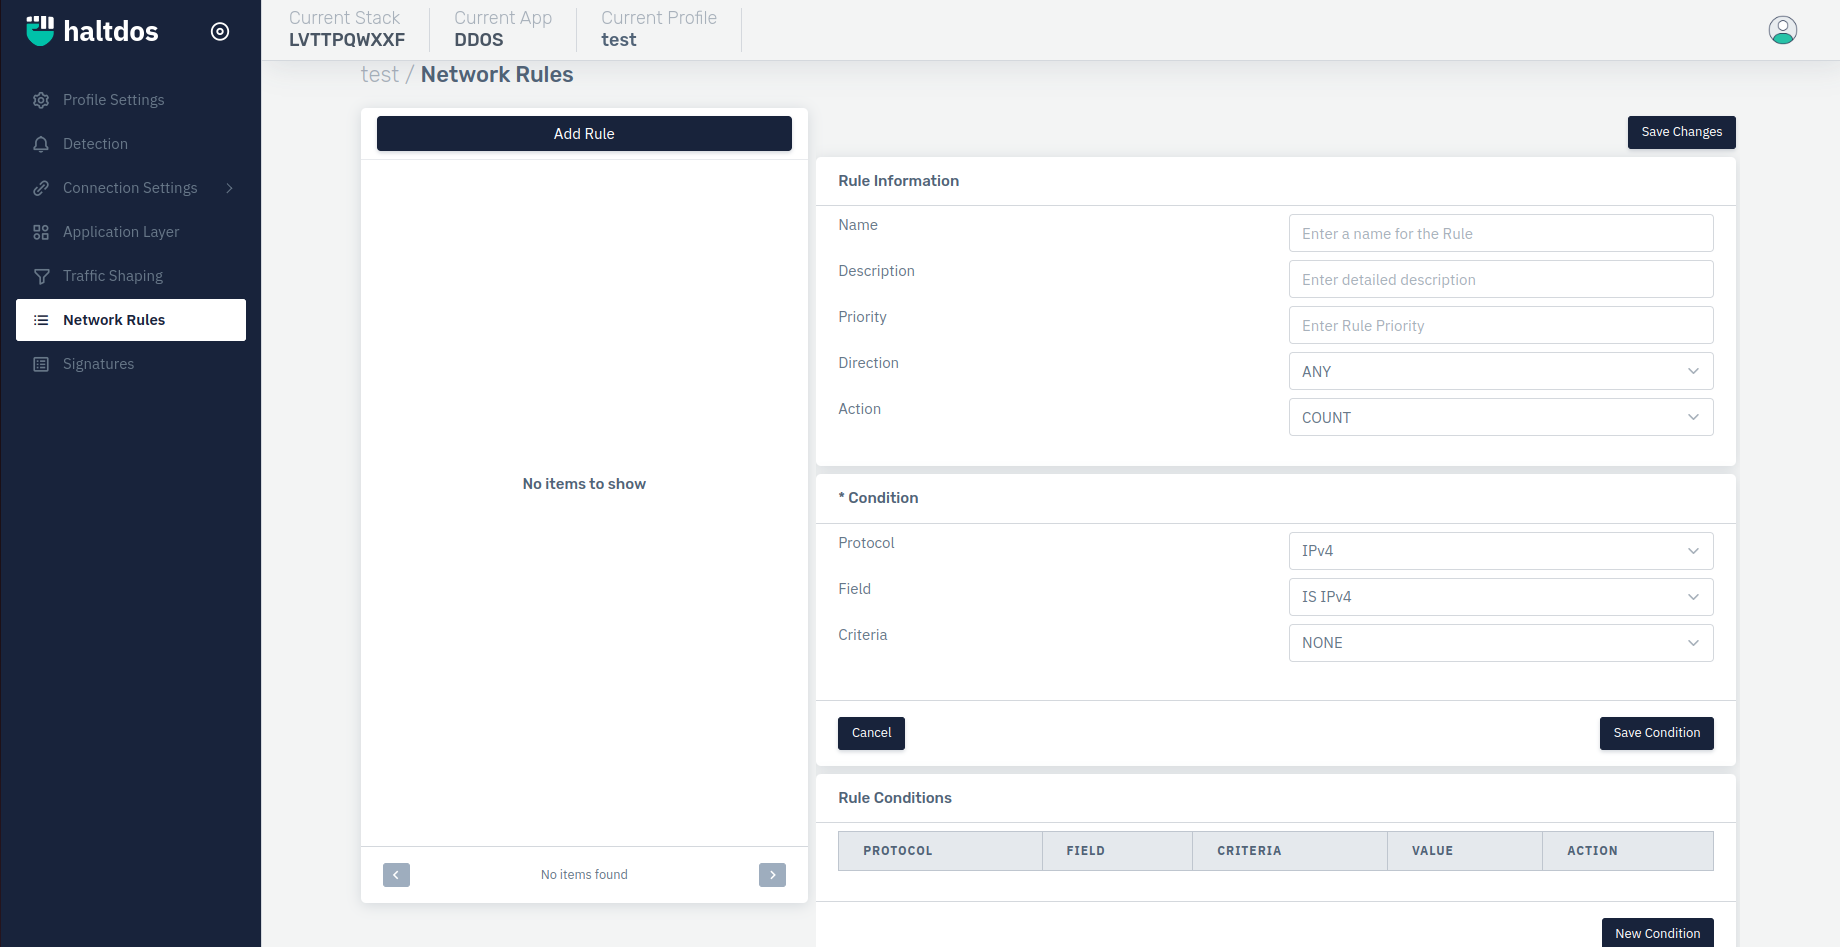 haltdos
Profile Settings
Detection
Connection Settings
Application Layer
Traffic Shaping
Network Rules
Signatures
Current Stack
LVTTPQWXXF
Current App
DDOS
Current Profile
test
test / Network Rules
Add Rule
No items to show
No items found
Save Changes
Rule Information
Name
Enter a name for the Rule
Description
Enter detailed description
Priority
Enter Rule Priority
Direction
ANY
Action
COUNT
* Condition
Protocol
IPv4
Field
IS IPv4
Criteria
NONE
Cancel
Save Condition
Rule Conditions
PROTOCOL FIELD CRITERIA VALUE ACTION
New Condition